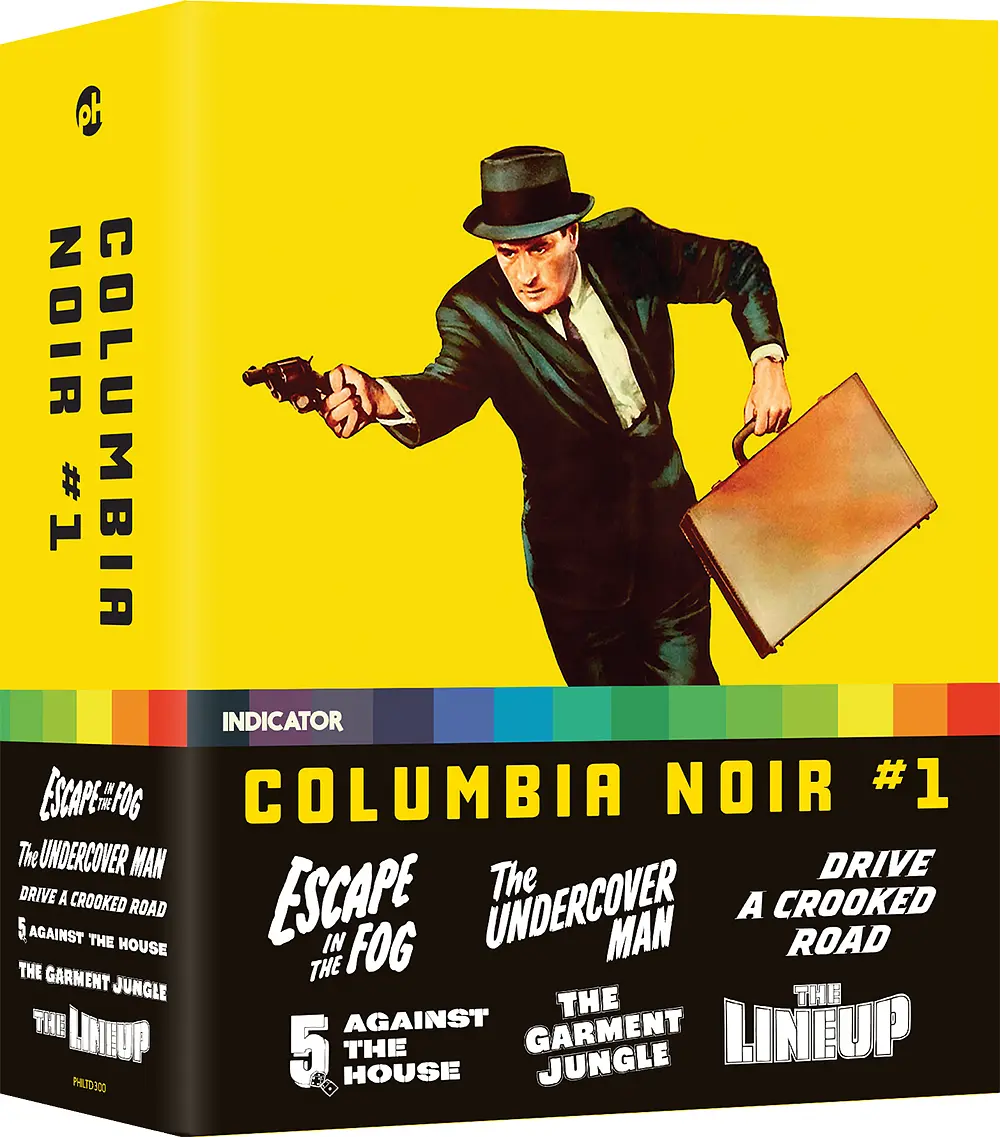 ph
COLUMBIA
NOIR #1
ESCAPE IN THE FOG
The UNDERCOVER MAN
DRIVE A CROOKED ROAD
5 AGAINST THE HOUSE
THE GARMENT JUNGLE
THE LINEUP
PHILTD300
INDICATOR
COLUMBIA NOIR #1
ESCAPE
IN
THE FOG
The
UNDERCOVER
MAN
DRIVE
A CROOKED
ROAD
5 AGAINST
THE
HOUSE
THE
GARMENT
JUNGLE
THE
LINEUP